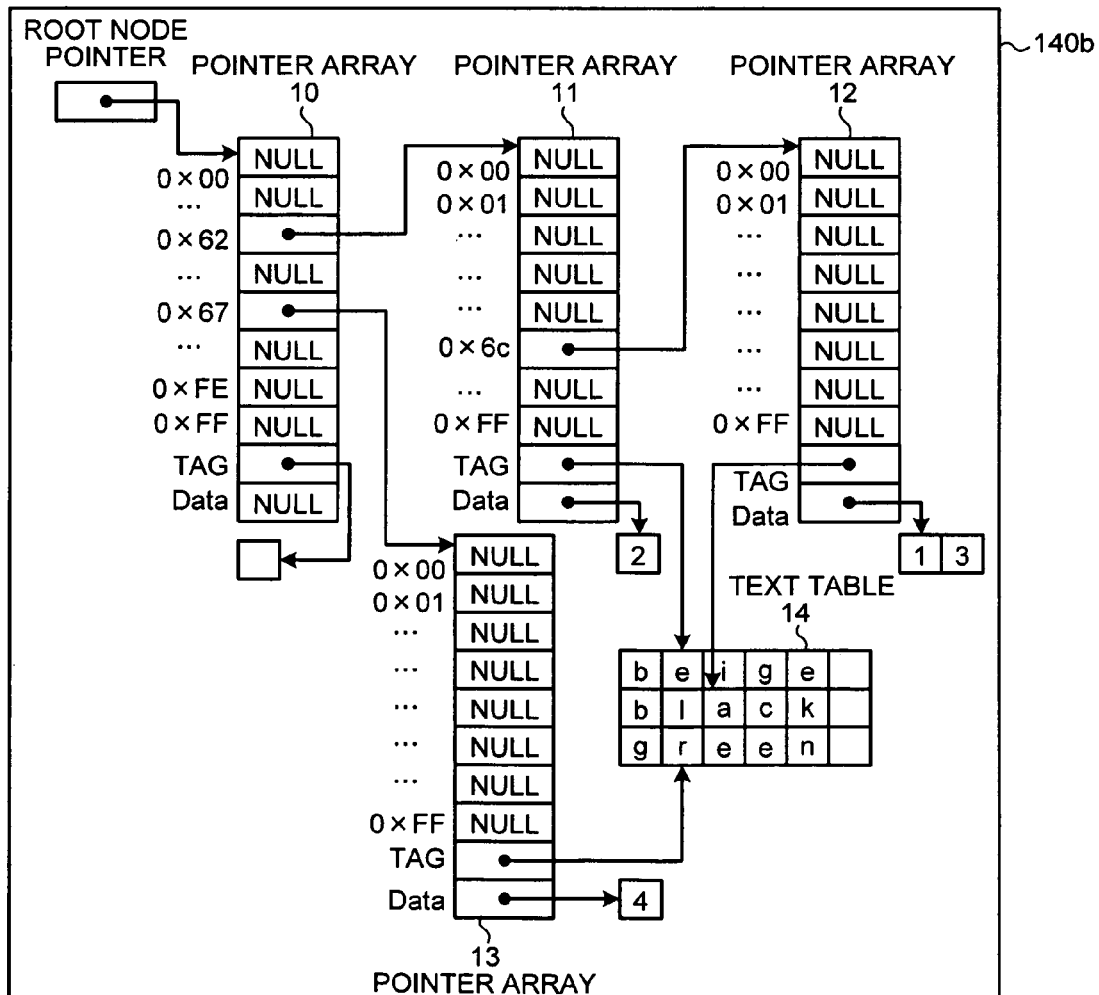 ROOT NODE
POINTER
140b
POINTER ARRAY
10
POINTER ARRAY
11
POINTER ARRAY
12
NULL
0×00
...
NULL
0×62
...
NULL
0×67
...
NULL
0×FE
NULL
0×FF
NULL
TAG
Data
NULL
NULL
0×00
NULL
0×01
NULL
...
NULL
...
NULL
...
0×6c
...
NULL
0×FF
NULL
TAG
Data
2
NULL
0×00
NULL
0×01
NULL
...
NULL
...
NULL
...
NULL
...
NULL
...
NULL
0×FF
TAG
Data
1 3
NULL
0×00
NULL
0×01
NULL
...
NULL
...
NULL
...
NULL
...
NULL
...
0×FF
NULL
TAG
Data
4
13
POINTER ARRAY
TEXT TABLE
14
b e i g e
b l a c k
g r e e n